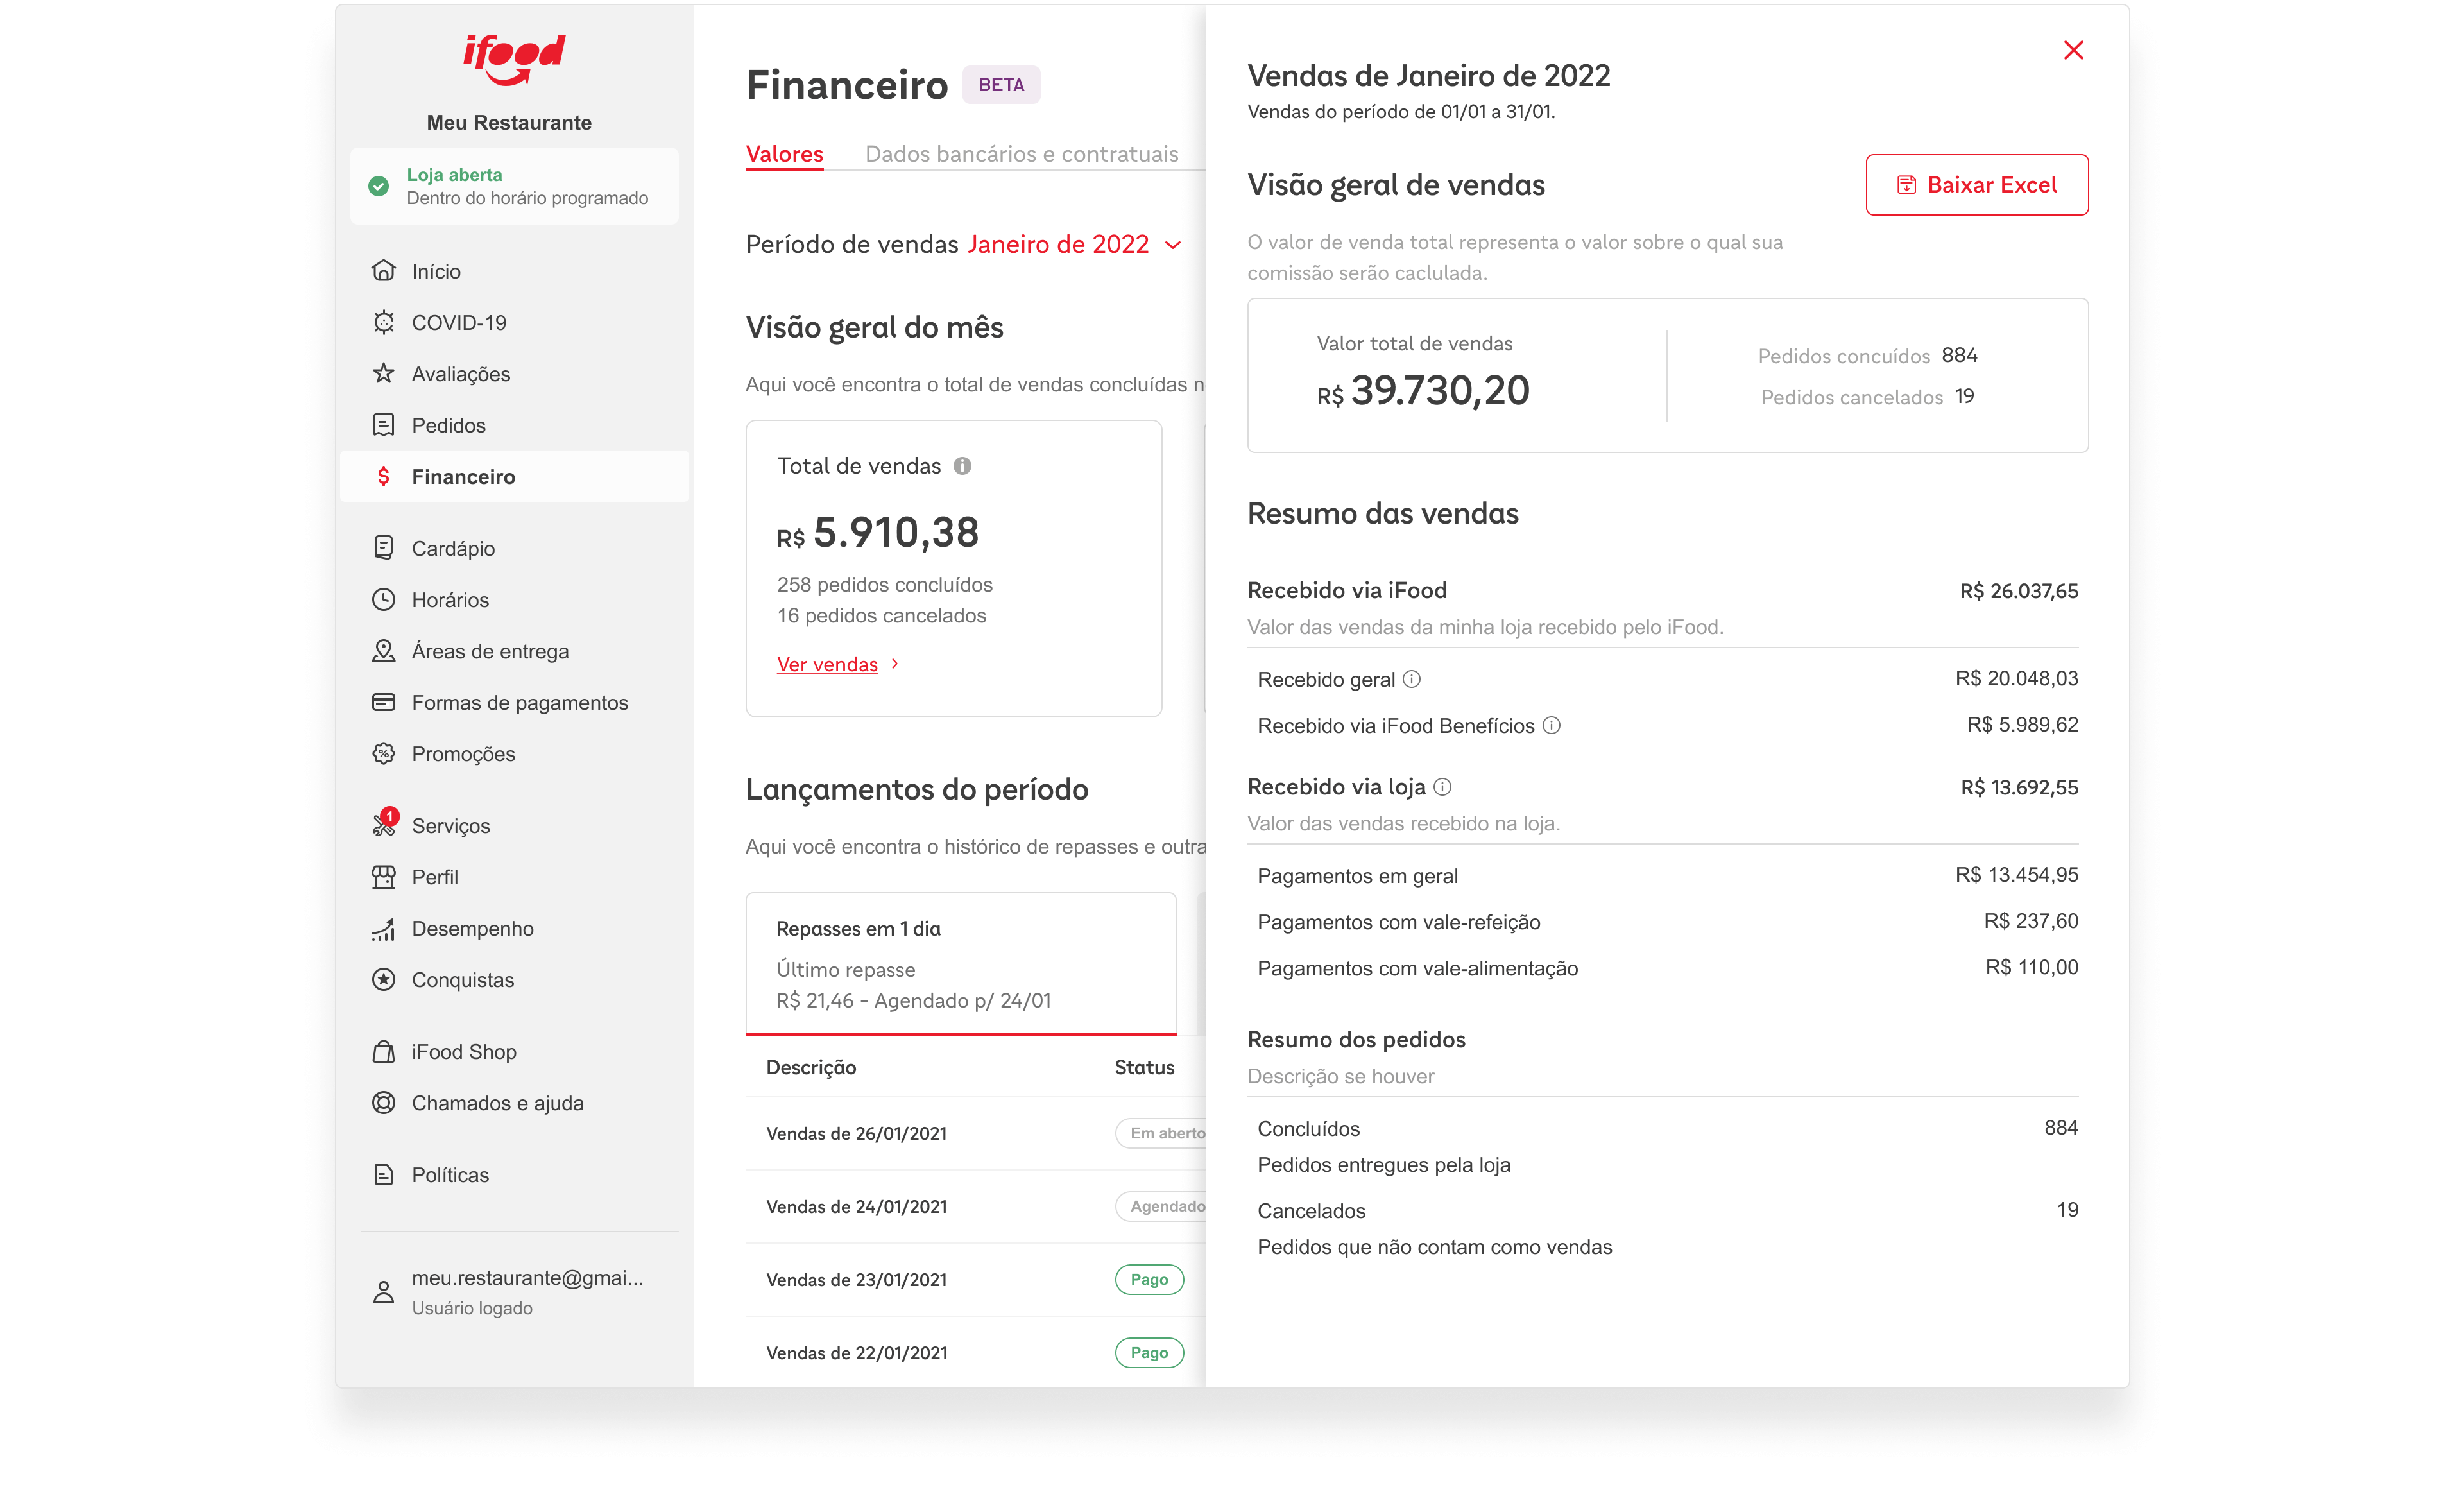 ifood
Meu Restaurante
Loja aberta
Dentro do horário programado
Início
COVID-19
Avaliações
Pedidos
Financeiro
Cardápio
Horários
Áreas de entrega
Formas de pagamentos
Promoções
1
Serviços
Perfil
Desempenho
Conquistas
iFood Shop
Chamados e ajuda
Políticas
meu.restaurante@gmai...
Usuário logado
Financeiro BETA
Valores Dados bancários e contratuais
Período de vendas Janeiro de 2022
Visão geral do mês
Aqui você encontra o total de vendas concluídas n
Total de vendas
R$ 5.910,38
258 pedidos concluídos
16 pedidos cancelados
Ver vendas
Lançamentos do período
Aqui você encontra o histórico de repasses e outra
Repasses em 1 dia
Último repasse
R$ 21,46 - Agendado p/ 24/01
Descrição Status
Vendas de 26/01/2021 Em aberto
Vendas de 24/01/2021 Agendado
Vendas de 23/01/2021 Pago
Vendas de 22/01/2021 Pago
Vendas de Janeiro de 2022
Vendas do período de 01/01 a 31/01.
Visão geral de vendas
Baixar Excel
O valor de venda total representa o valor sobre o qual sua
comissão serão caclulada.
Valor total de vendas
R$ 39.730,20
Pedidos concuídos 884
Pedidos cancelados 19
Resumo das vendas
Recebido via iFood R$ 26.037,65
Valor das vendas da minha loja recebido pelo iFood.
Recebido geral R$ 20.048,03
Recebido via iFood Benefícios R$ 5.989,62
Recebido via loja R$ 13.692,55
Valor das vendas recebido na loja.
Pagamentos em geral R$ 13.454,95
Pagamentos com vale-refeição R$ 237,60
Pagamentos com vale-alimentação R$ 110,00
Resumo dos pedidos
Descrição se houver
Concluídos 884
Pedidos entregues pela loja
Cancelados 19
Pedidos que não contam como vendas